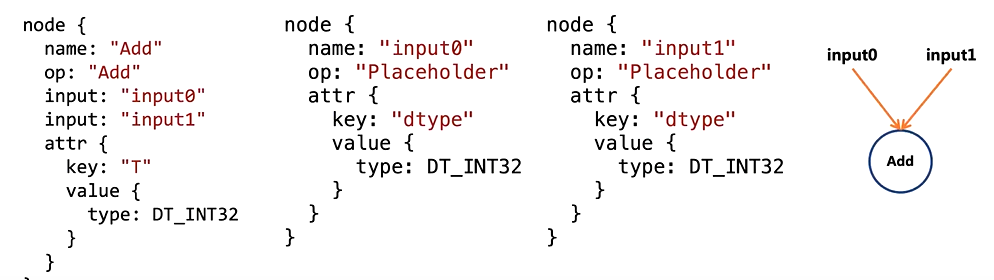 node {
  name: "Add"
  op: "Add"
  input: "input0"
  input: "input1"
  attr {
    key: "T"
    value {
      type: DT_INT32
    }
  }
node {
  name: "input0"
  op: "Placeholder"
  attr {
    key: "dtype"
    value {
      type: DT_INT32
    }
  }
}
node {
  name: "input1"
  op: "Placeholder"
  attr {
    key: "dtype"
    value {
      type: DT_INT32
    }
  }
}
input0
input1
Add